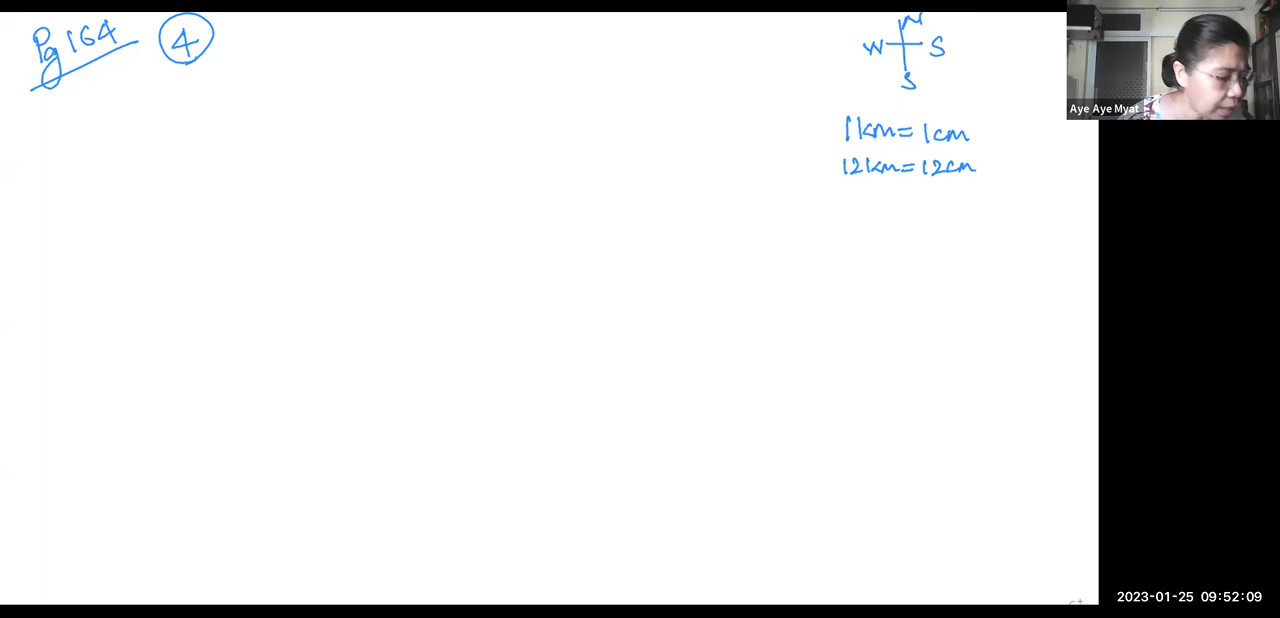 Pg 164 4
N
W S
S
1km = 1cm
12km = 12cm
Aye Aye Myat
2023-01-25 09:52:09